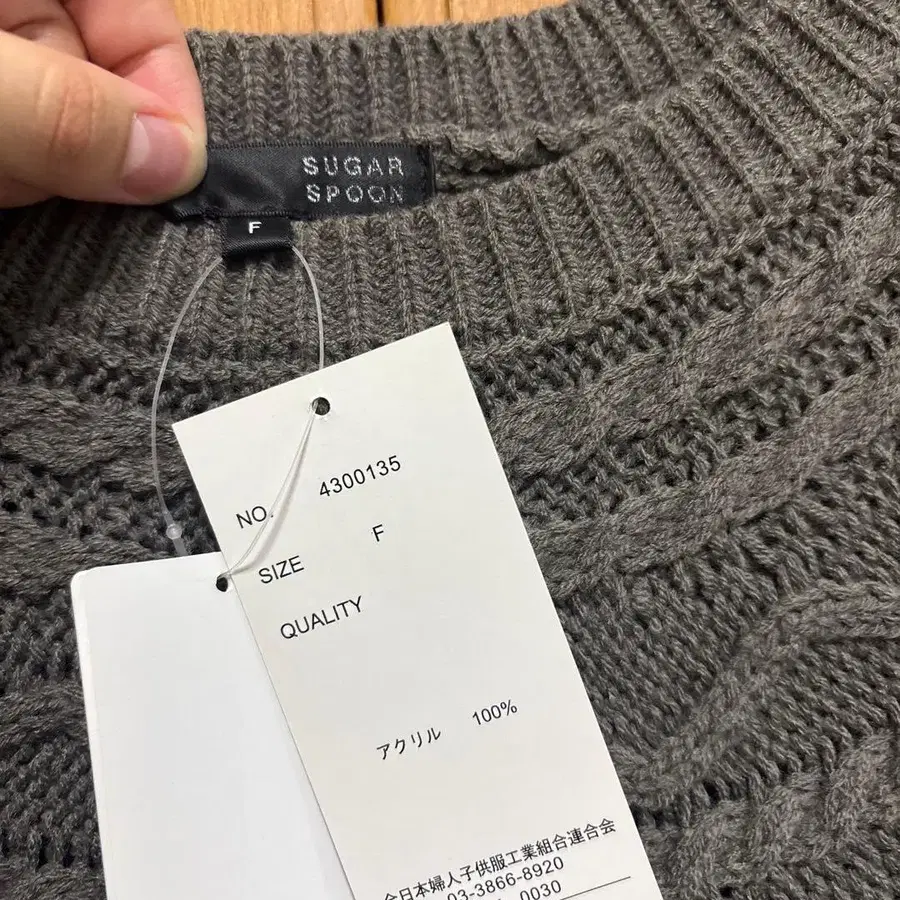 SUGAR
SPOON
F
NO. 4300135
SIZE F
QUALITY
アクリル 100%
全日本婦人子供服工業組合連合会
03-3866-8920
0030